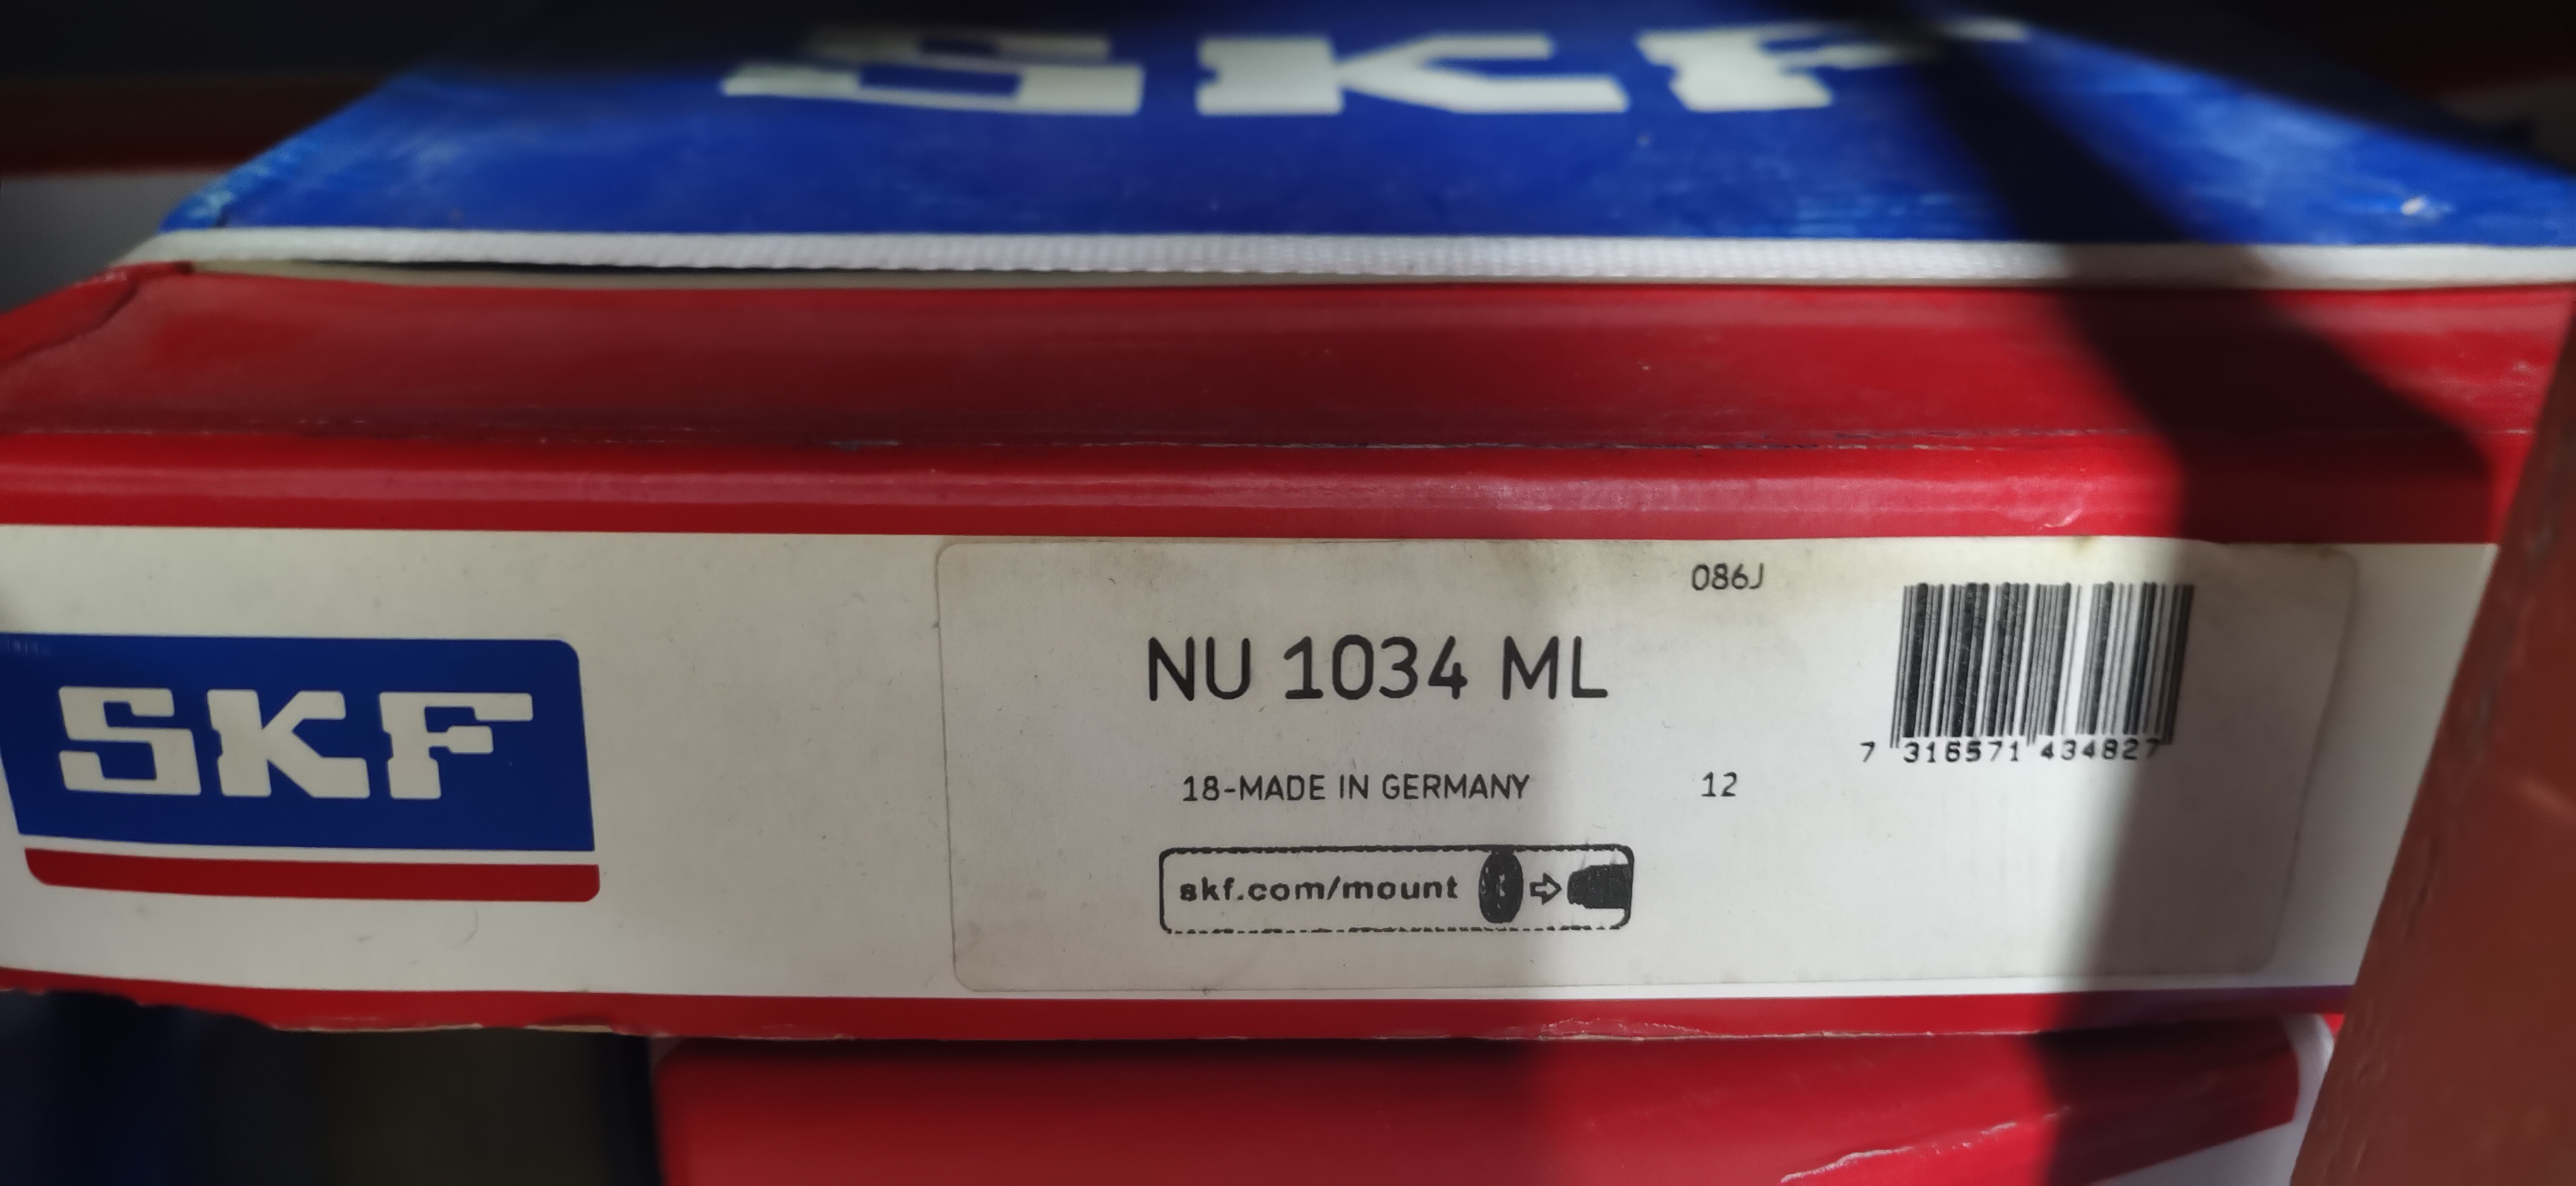 SKF
086J
NU 1034 ML
7 316571 434827
18-MADE IN GERMANY 12
SKF
skf.com/mount